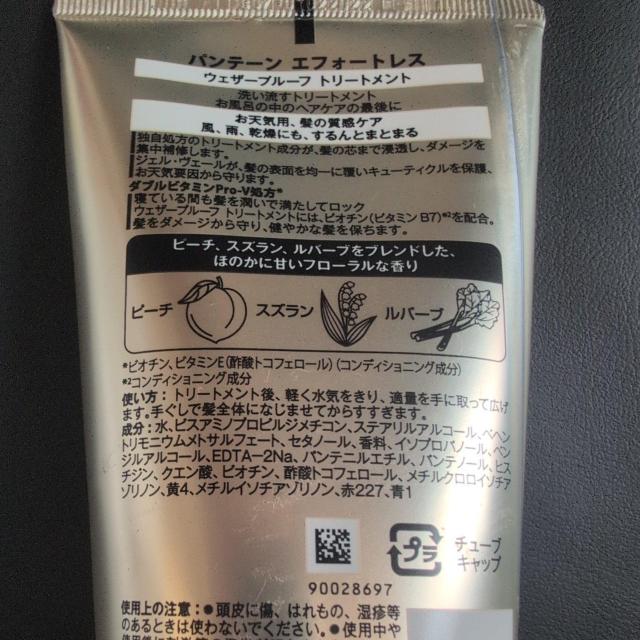 パンテーン エフォートレス
ウェザープルーフ トリートメント
洗い流すトリートメント
お風呂の中のヘアケアの最後に
お天気用、髪の質感ケア
風、雨、乾燥にも、するんとまとまる
独自処方のトリートメント成分が、髪の芯まで浸透し、ダメージを
集中補修します。
ジェル・ヴェールが、髪の表面を均一に覆いキューティクルを保護、
お天気要因から守ります。
ダブルビタミンPro-V処方*
寝ている間も髪を潤いで満たしてロック
ウェザープルーフ トリートメントには、ビオチン(ビタミン B7)*²を配合。
髪をダメージから守り、健やかな髪を保ちます。
ピーチ、スズラン、ルバーブをブレンドした、
ほのかに甘いフローラルな香り
ピーチ スズラン ルバーブ
*ビオチン、ビタミンE(酢酸トコフェロール)(コンディショニング成分)
*²コンディショニング成分
使い方：トリートメント後、軽く水気をきり、適量を手に取って広げ
ます。手ぐしで髪全体になじませてからすすぎます。
成分：水、ビスアミノプロピルジメチコン、ステアリルアルコール、ベヘン
トリモニウムメトサルフェート、セタノール、香料、イソプロパノール、ベン
ジルアルコール、EDTA-2Na、パンテニルエチル、パンテノール、ヒス
チジン、クエン酸、ビオチン、酢酸トコフェロール、メチルクロロイソチア
ゾリノン、黄4、メチルイソチアゾリノン、赤227、青1
プラ
チューブ
キャップ
90028697
使用上の注意：●頭皮に傷、はれもの、湿疹等
のあるときは使わないでください。●使用中や